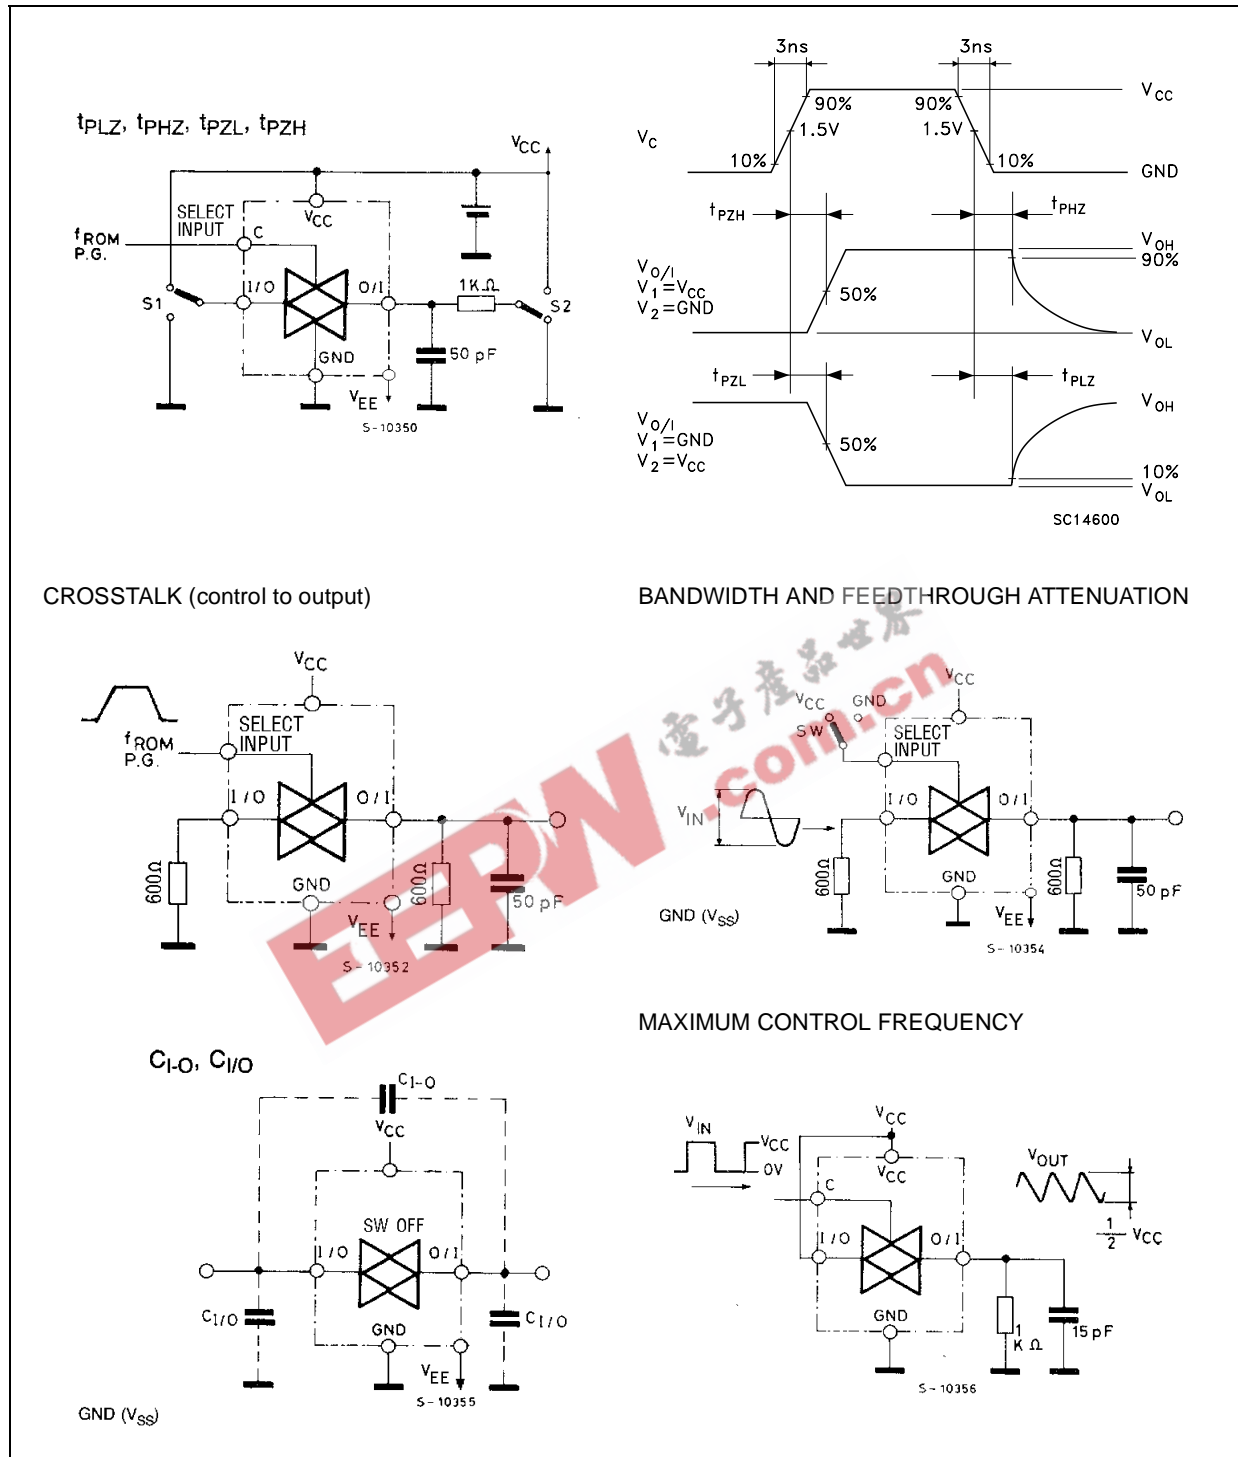 tPLZ, tPHZ, tPZL, tPZH
VCC
SELECT
INPUT
VCC
fROM
P.G.
C
I/O
O/I
1KΩ
S1
S2
GND
50 pF
VEE
S-10350
3ns
3ns
VCC
90%
90%
VC
1.5V
1.5V
10%
10%
GND
tPZH
tPHZ
VOH
90%
VO/I
V1=VCC
V2=GND
50%
VOL
tPZL
tPLZ
VOH
VO/I
V1=GND
V2=VCC
50%
10%
VOL
SC14600
CROSSTALK (control to output)
VCC
SELECT
INPUT
fROM
P.G.
I/O
O/I
600Ω
GND
600Ω
50 pF
VEE
S-10352
BANDWIDTH AND FEEDTHROUGH ATTENUATION
VCC
VCC
GND
SW
SELECT
INPUT
VIN
I/O
O/I
600Ω
GND
600Ω
50 pF
GND (VSS)
VEE
S-10354
電子產品世界
EEPW.com.cn
CI-O, CI/O
CI-O
VCC
SW OFF
I/O
O/I
CI/O
CI/O
GND
VEE
S-10355
GND (VSS)
MAXIMUM CONTROL FREQUENCY
VIN
VCC
0V
VCC
VCC
C
VOUT
1/2 VCC
I/O
O/I
GND
1
KΩ
15pF
S-10356